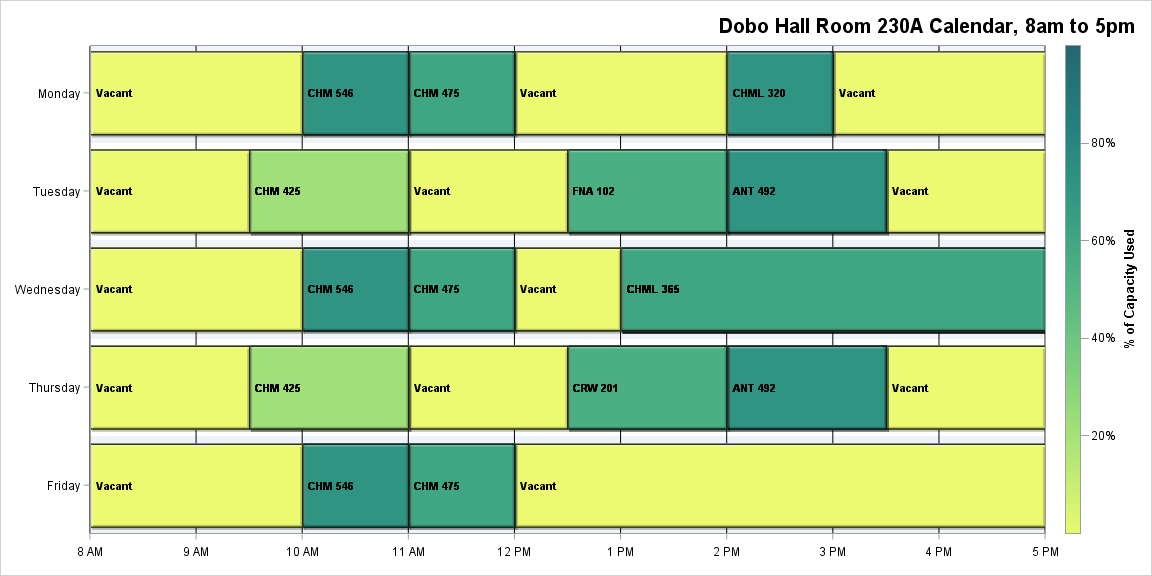 Dobo Hall Room 230A Calendar, 8am to 5pm
Monday
Vacant
CHM 546
CHM 475
Vacant
CHML 320
Vacant
Tuesday
Vacant
CHM 425
Vacant
FNA 102
ANT 492
Vacant
Wednesday
Vacant
CHM 546
CHM 475
Vacant
CHML 365
Thursday
Vacant
CHM 425
Vacant
CRW 201
ANT 492
Vacant
Friday
Vacant
CHM 546
CHM 475
Vacant
8 AM
9 AM
10 AM
11 AM
12 PM
1 PM
2 PM
3 PM
4 PM
5 PM
80%
60%
40%
20%
% of Capacity Used